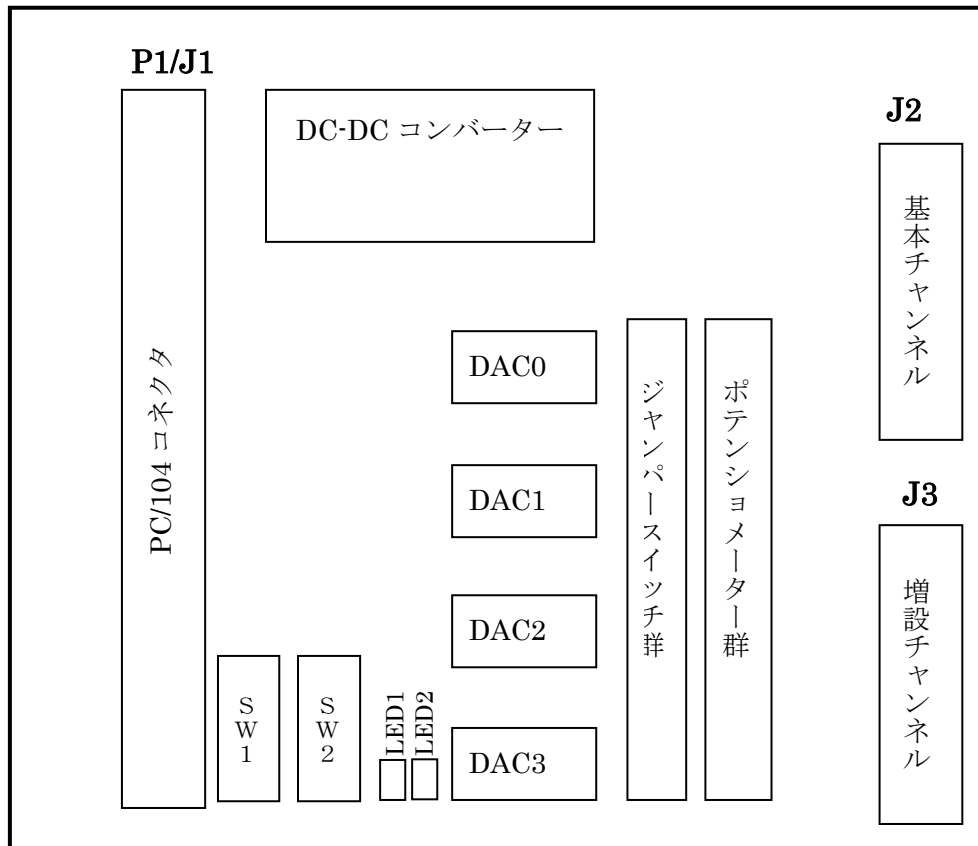 P1/J1
DC-DC コンバーター
J2
基本チャンネル
PC/104 コネクタ
DAC0
DAC1
DAC2
DAC3
ジャンパースイッチ群
ポテンショメーター群
J3
増設チャンネル
SW1
SW2
LED1
LED2